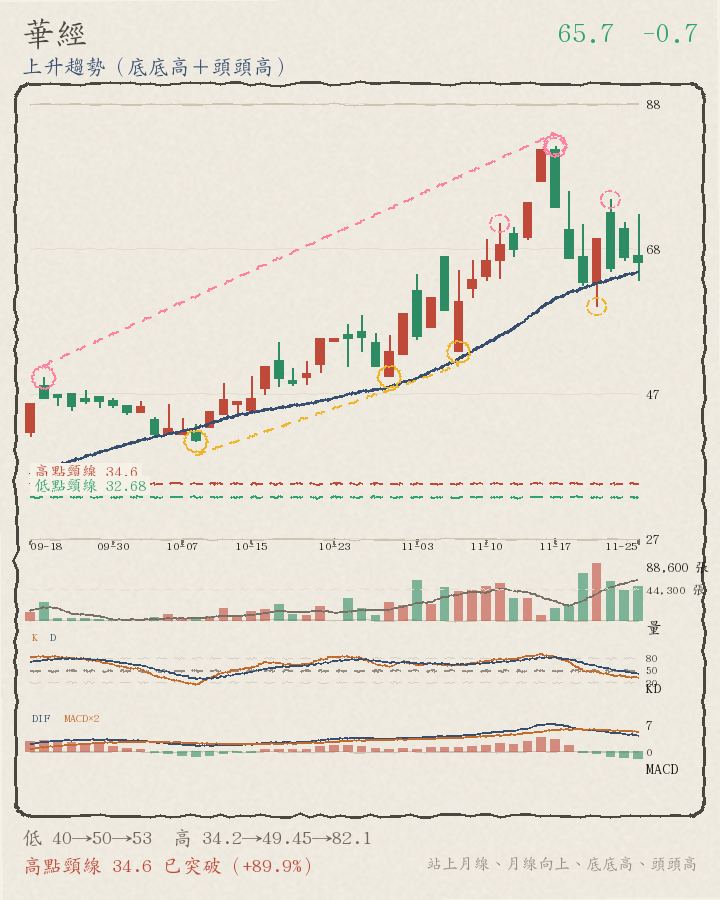 華經
65.7 -0.7
上升趨勢（底底高＋頭頭高）
88
68
47
高點頸線 34.6
低點頸線 32.68
27
09-18 09-30 10-07 10-15 10-23 11-03 11-10 11-17 11-25
88,600 張
44,300 張
量
K D
80
50
20
KD
DIF MACD×2
7
0
MACD
低 40→50→53 高 34.2→49.45→82.1
高點頸線 34.6 已突破（+89.9%）
站上月線、月線向上、底底高、頭頭高